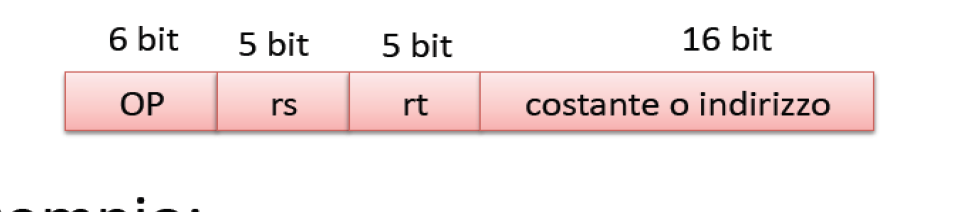 6 bit 5 bit 5 bit 16 bit
OP rs rt costante o indirizzo